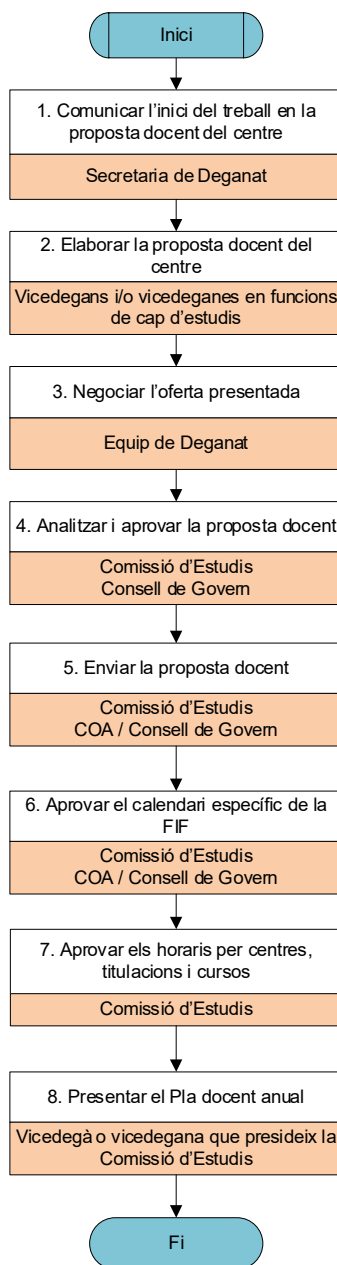 Inici
1. Comunicar l'inici del treball en la
proposta docent del centre
Secretaria de Deganat
2. Elaborar la proposta docent del
centre
Vicedegans i/o vicedeganes en funcions
de cap d'estudis
3. Negociar l'oferta presentada
Equip de Deganat
4. Analitzar i aprovar la proposta docent
Comissió d'Estudis
Consell de Govern
5. Enviar la proposta docent
Comissió d'Estudis
COA / Consell de Govern
6. Aprovar el calendari específic de la
FIF
Comissió d'Estudis
COA / Consell de Govern
7. Aprovar els horaris per centres,
titulacions i cursos
Comissió d'Estudis
8. Presentar el Pla docent anual
Vicedegà o vicedegana que presideix la
Comissió d'Estudis
Fi